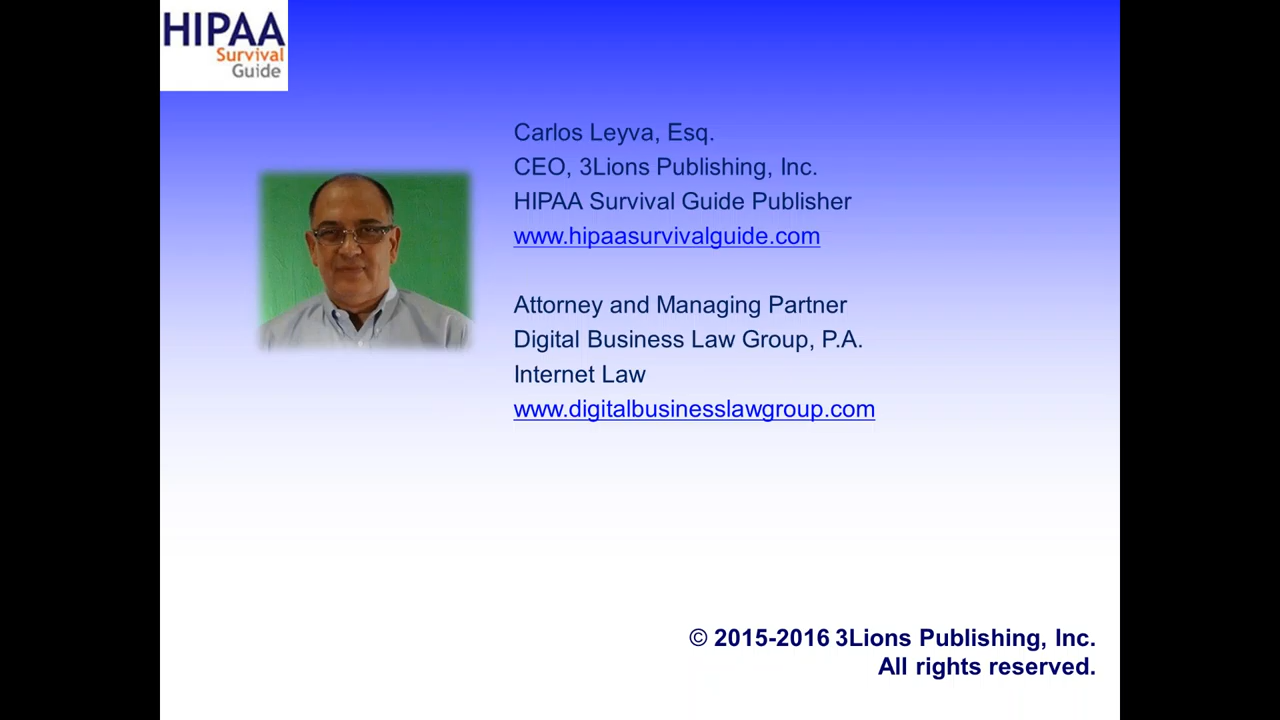 HIPAA
Survival
Guide
Carlos Leyva, Esq.
CEO, 3Lions Publishing, Inc.
HIPAA Survival Guide Publisher
www.hipaasurvivalguide.com
Attorney and Managing Partner
Digital Business Law Group, P.A.
Internet Law
www.digitalbusinesslawgroup.com
© 2015-2016 3Lions Publishing, Inc.
All rights reserved.